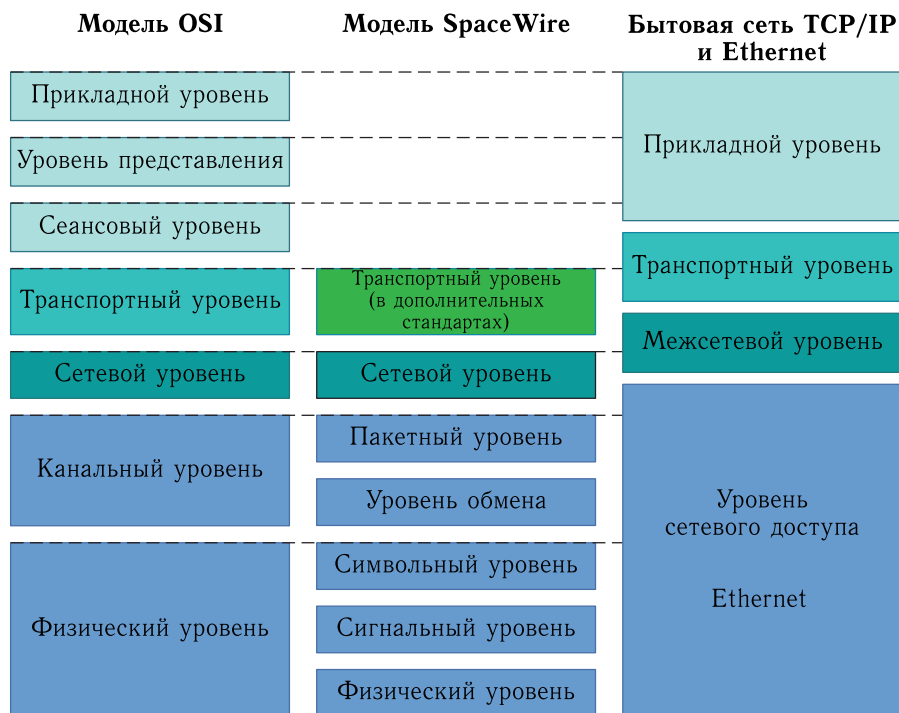 Модель OSI
Модель SpaceWire
Бытовая сеть TCP/IP
и Ethernet
Прикладной уровень
Уровень представления
Сеансовый уровень
Транспортный уровень
Сетевой уровень
Канальный уровень
Физический уровень
Транспортный уровень
(в дополнительных
стандартах)
Сетевой уровень
Пакетный уровень
Уровень обмена
Символьный уровень
Сигнальный уровень
Физический уровень
Прикладной уровень
Транспортный уровень
Межсетевой уровень
Уровень
сетевого доступа
Ethernet